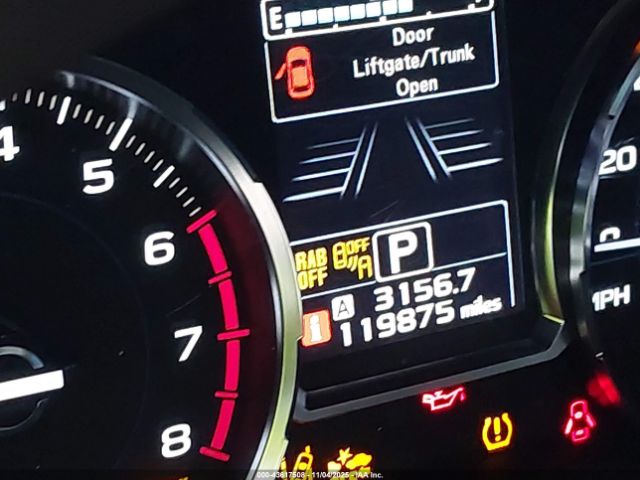 E
Door
Liftgate/Trunk
Open
4
5
6
7
8
20
0
MPH
RAB
OFF
OFF
P
A 3156.7
i 119875 miles
000-43617508 - 11/04/2025 - IAA Inc.